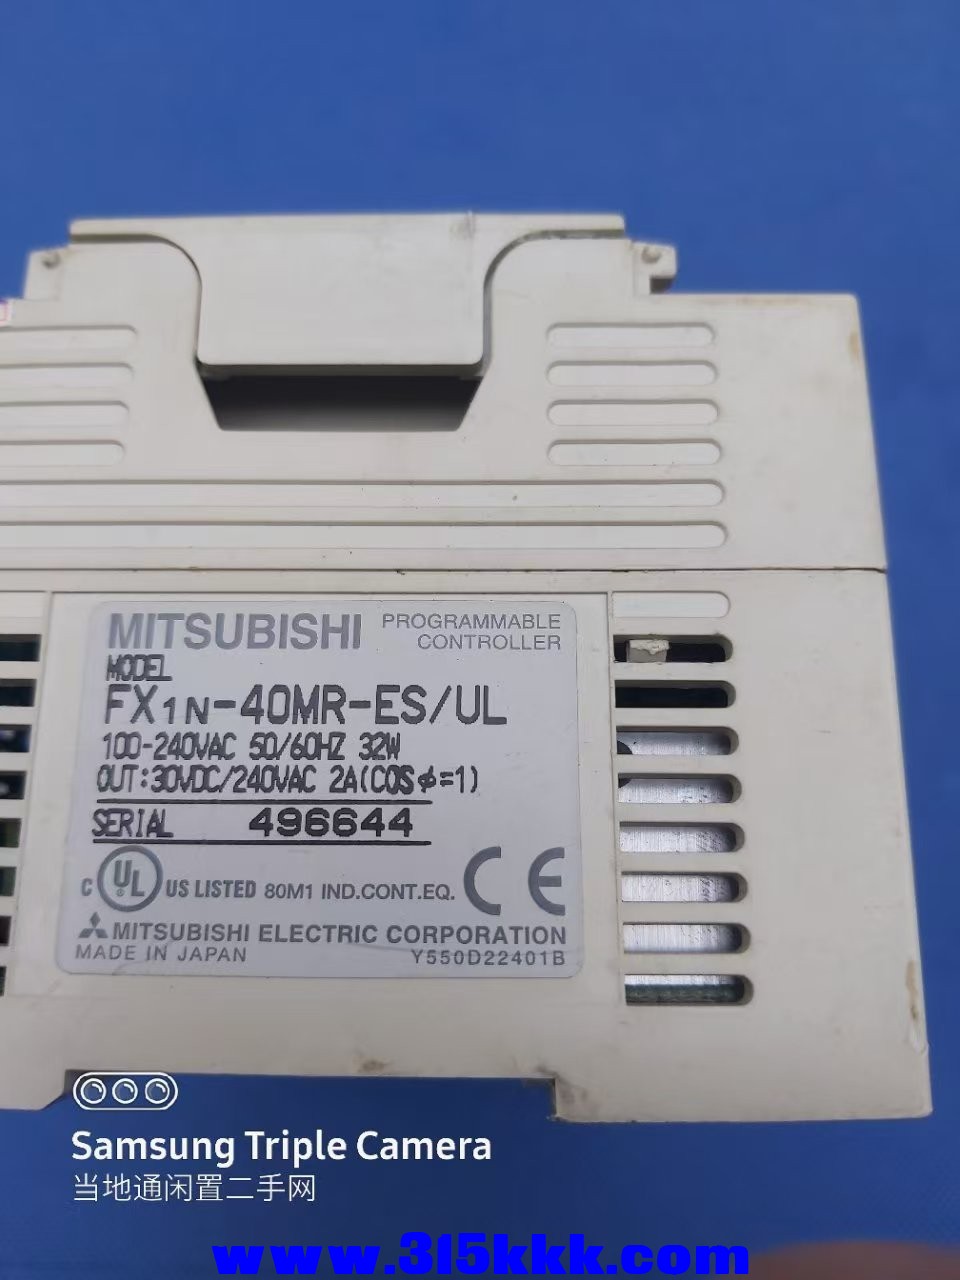 MITSUBISHI PROGRAMMABLE CONTROLLER
MODEL
FX1N-40MR-ES/UL
100-240VAC 50/60HZ 32W
OUT:30VDC/240VAC 2A(COSφ=1)
SERIAL 496644
C UL US LISTED 80M1 IND.CONT.EQ. CE
MITSUBISHI ELECTRIC CORPORATION
MADE IN JAPAN Y550D22401B
Samsung Triple Camera
当地通闲置二手网
www.315kkk.com